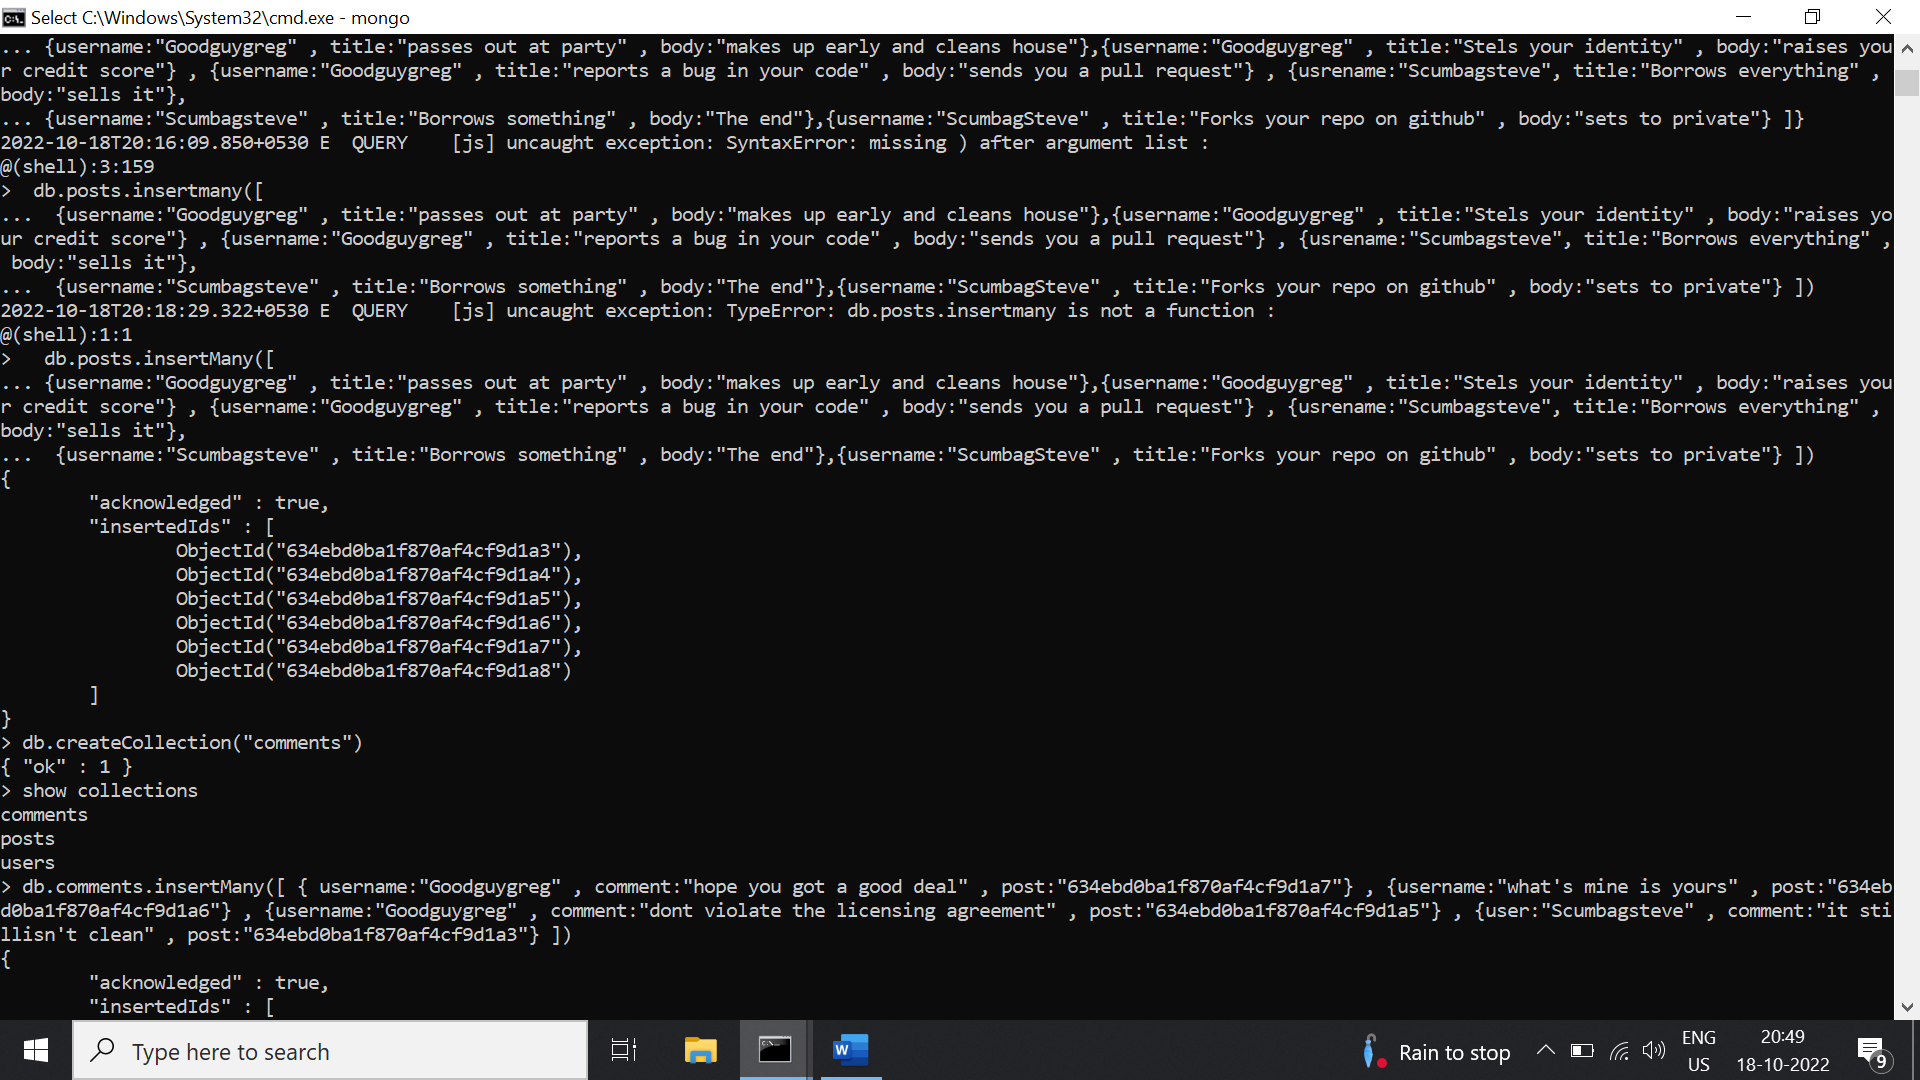 Select C:\Windows\System32\cmd.exe - mongo
... {username:"Goodguygreg" , title:"passes out at party" , body:"makes up early and cleans house"},{username:"Goodguygreg" , title:"Stels your identity" , body:"raises you
r credit score"} , {username:"Goodguygreg" , title:"reports a bug in your code" , body:"sends you a pull request"} , {usrename:"Scumbagsteve", title:"Borrows everything" ,
body:"sells it"},
... {username:"Scumbagsteve" , title:"Borrows something" , body:"The end"},{username:"ScumbagSteve" , title:"Forks your repo on github" , body:"sets to private"} ]}
2022-10-18T20:16:09.850+0530 E  QUERY    [js] uncaught exception: SyntaxError: missing ) after argument list :
@(shell):3:159
>  db.posts.insertmany([
...  {username:"Goodguygreg" , title:"passes out at party" , body:"makes up early and cleans house"},{username:"Goodguygreg" , title:"Stels your identity" , body:"raises yo
ur credit score"} , {username:"Goodguygreg" , title:"reports a bug in your code" , body:"sends you a pull request"} , {usrename:"Scumbagsteve", title:"Borrows everything" ,
 body:"sells it"},
...  {username:"Scumbagsteve" , title:"Borrows something" , body:"The end"},{username:"ScumbagSteve" , title:"Forks your repo on github" , body:"sets to private"} ])
2022-10-18T20:18:29.322+0530 E  QUERY    [js] uncaught exception: TypeError: db.posts.insertmany is not a function :
@(shell):1:1
>   db.posts.insertMany([
... {username:"Goodguygreg" , title:"passes out at party" , body:"makes up early and cleans house"},{username:"Goodguygreg" , title:"Stels your identity" , body:"raises you
r credit score"} , {username:"Goodguygreg" , title:"reports a bug in your code" , body:"sends you a pull request"} , {usrename:"Scumbagsteve", title:"Borrows everything" ,
body:"sells it"},
...  {username:"Scumbagsteve" , title:"Borrows something" , body:"The end"},{username:"ScumbagSteve" , title:"Forks your repo on github" , body:"sets to private"} ])
{
        "acknowledged" : true,
        "insertedIds" : [
                ObjectId("634ebd0ba1f870af4cf9d1a3"),
                ObjectId("634ebd0ba1f870af4cf9d1a4"),
                ObjectId("634ebd0ba1f870af4cf9d1a5"),
                ObjectId("634ebd0ba1f870af4cf9d1a6"),
                ObjectId("634ebd0ba1f870af4cf9d1a7"),
                ObjectId("634ebd0ba1f870af4cf9d1a8")
        ]
}
> db.createCollection("comments")
{ "ok" : 1 }
> show collections
comments
posts
users
> db.comments.insertMany([ { username:"Goodguygreg" , comment:"hope you got a good deal" , post:"634ebd0ba1f870af4cf9d1a7"} , {username:"what's mine is yours" , post:"634eb
d0ba1f870af4cf9d1a6"} , {username:"Goodguygreg" , comment:"dont violate the licensing agreement" , post:"634ebd0ba1f870af4cf9d1a5"} , {user:"Scumbagsteve" , comment:"it sti
llisn't clean" , post:"634ebd0ba1f870af4cf9d1a3"} ])
{
        "acknowledged" : true,
        "insertedIds" : [
Type here to search
W
Rain to stop
ENG
US
20:49
18-10-2022
9